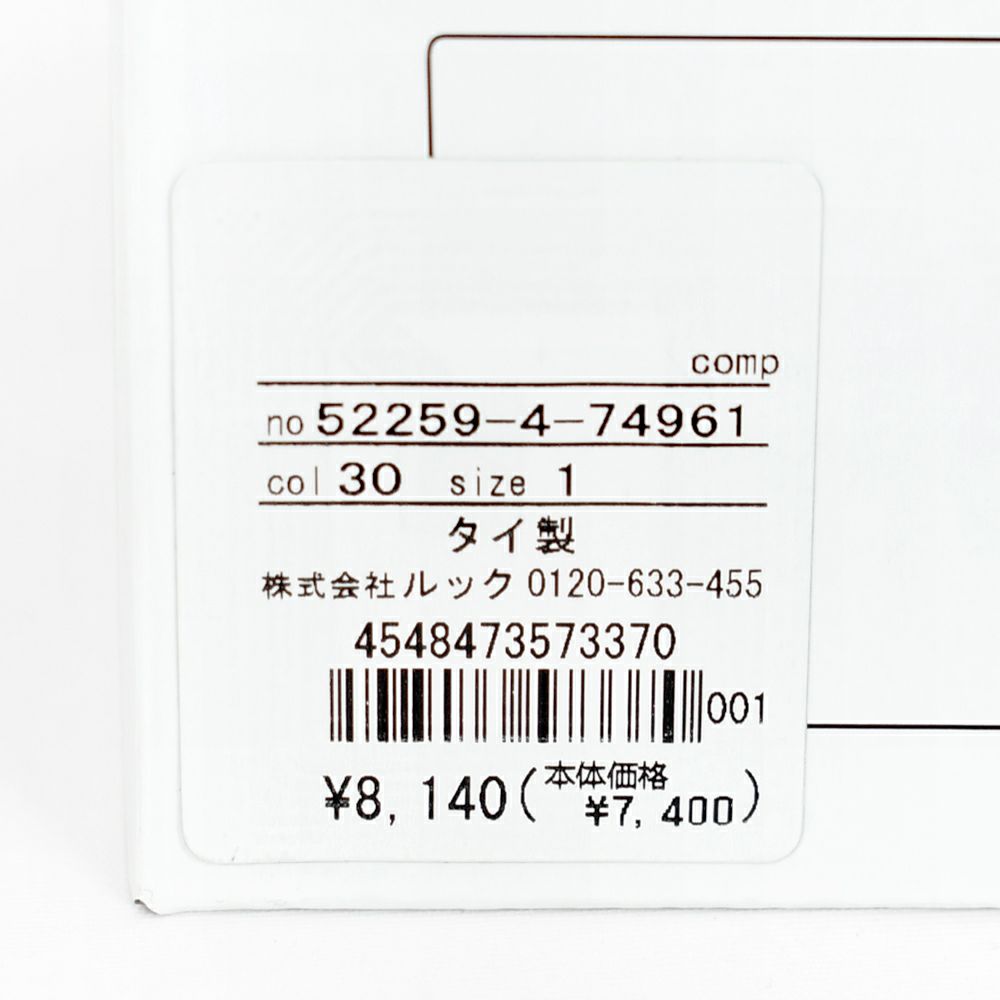 comp
no 52259-4-74961
col 30 size 1
タイ製
株式会社ルック 0120-633-455
4548473573370
001
¥8,140(本体価格 ¥7,400)